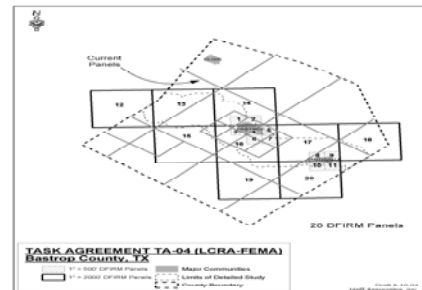 N
Current
Panels
12
13
14
1 2
3 4 5
6 7
15
16
17
18
8 9
10 11
19
20
20 DFIRM Panels
TASK AGREEMENT TA-04 (LCRA-FEMA)
Bastrop County, TX
1" = 500' DFIRM Panels
Major Communities
1" = 2000' DFIRM Panels
Limits of Detailed Study
County Boundary